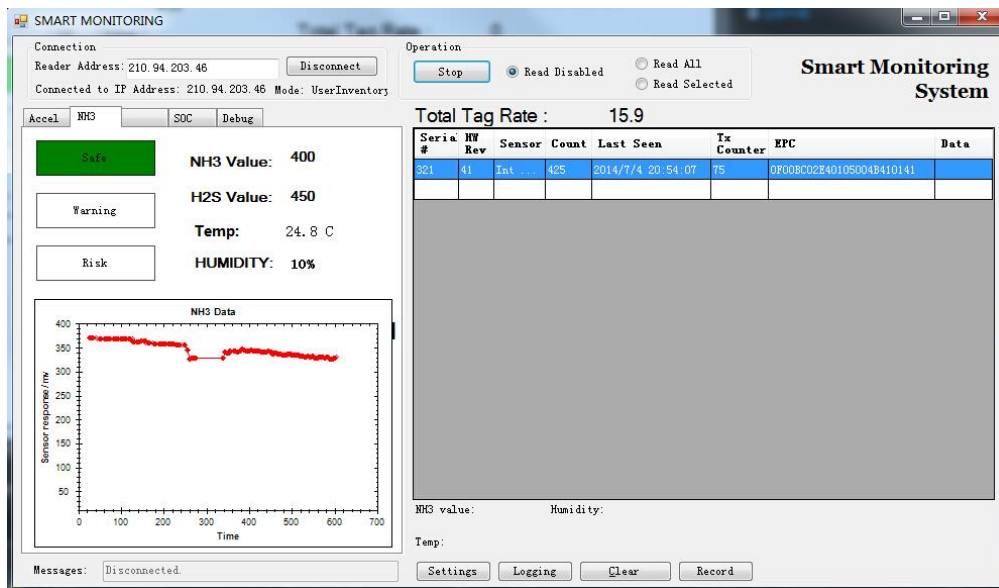 SMART MONITORING
Connection
Reader Address: 210.94.203.46 Disconnect
Connected to IP Address: 210.94.203.46 Mode: UserInventory
Operation
Stop Read Disabled
Read All
Read Selected
Smart Monitoring
System
Accel NH3 SOC Debug
Safe
Warning
Risk
NH3 Value: 400
H2S Value: 450
Temp: 24.8 C
HUMIDITY: 10%
Total Tag Rate : 15.9
Seria # HW Rev Sensor Count Last Seen Tx Counter EPC Data
321 41 Int ... 425 2014/7/4 20:54:07 75 0F00BC02E40105004B410141
NH3 Data
Sensor response/mv
400
350
300
250
200
150
100
50
0 100 200 300 400 500 600 700
Time
NH3 value: Humidity:
Temp:
Messages: Disconnected.
Settings Logging Clear Record